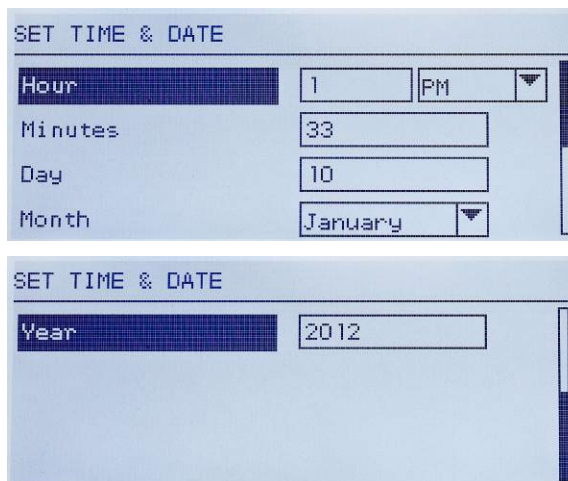 SET TIME & DATE
Hour 1 PM
Minutes 33
Day 10
Month January
SET TIME & DATE
Year 2012